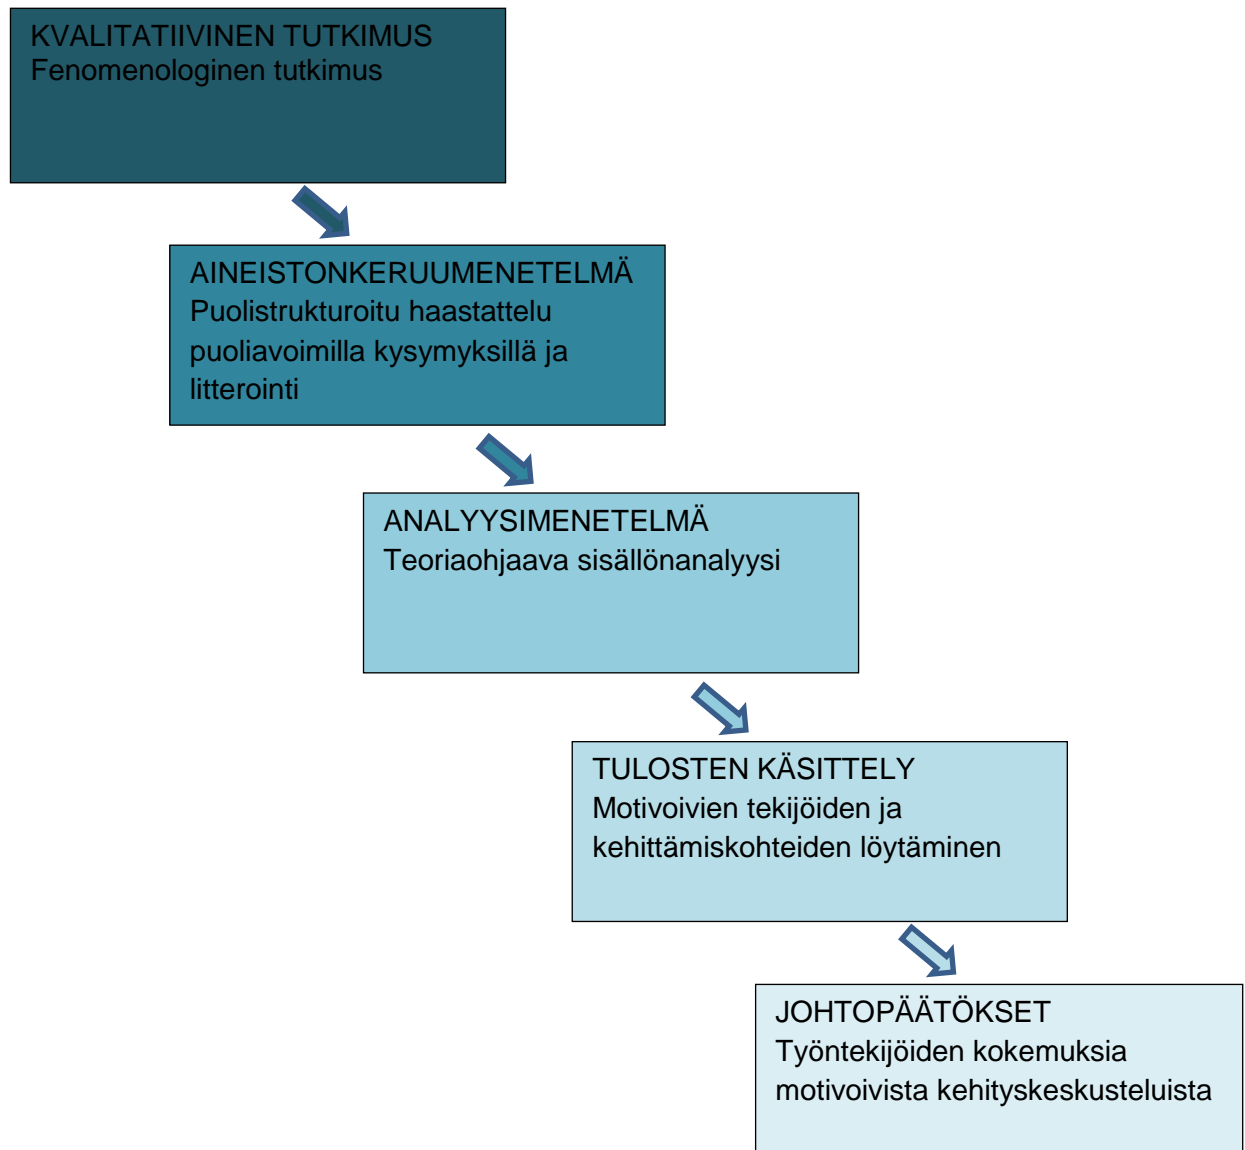 KVALITATIIVINEN TUTKIMUS
Fenomenologinen tutkimus
AINEISTONKERUUMENETELMÄ
Puolistrukturoitu haastattelu
puoliavoimilla kysymyksillä ja
litterointi
ANALYYSIMENETELMÄ
Teoriaohjaava sisällönanalyysi
TULOSTEN KÄSITTELY
Motivoivien tekijöiden ja
kehittämiskohteiden löytäminen
JOHTOPÄÄTÖKSET
Työntekijöiden kokemuksia
motivoivista kehityskeskusteluista